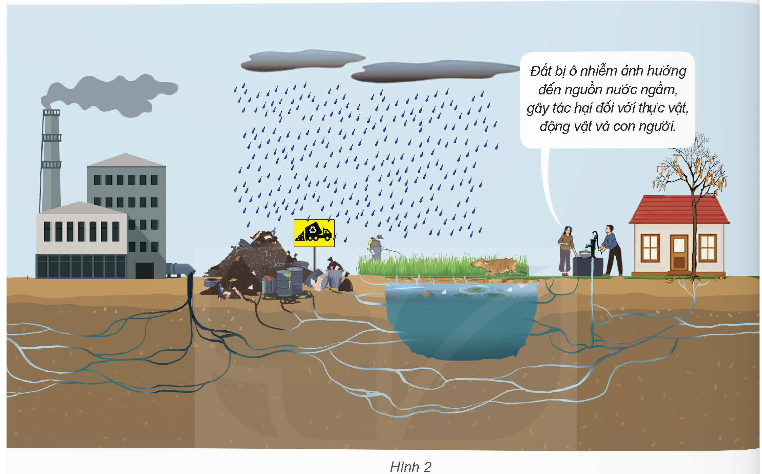 Đất bị ô nhiễm ảnh hưởng
đến nguồn nước ngầm,
gây tác hại đối với thực vật,
động vật và con người.
Hình 2